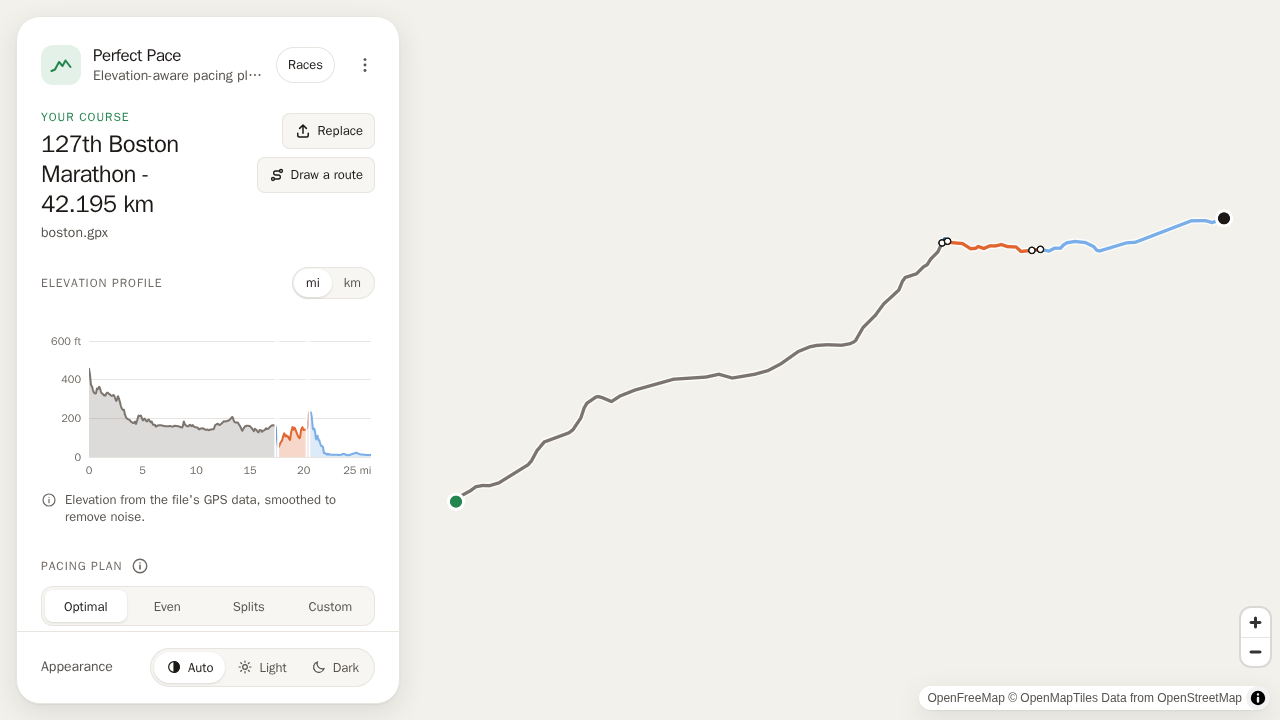 Perfect Pace
Elevation-aware pacing pl···
Races
YOUR COURSE
127th Boston
Marathon -
42.195 km
boston.gpx
Replace
Draw a route
ELEVATION PROFILE
mi
km
600 ft
400
200
0
0
5
10
15
20
25 mi
Elevation from the file's GPS data, smoothed to
remove noise.
PACING PLAN
Optimal
Even
Splits
Custom
Appearance
Auto
Light
Dark
OpenFreeMap © OpenMapTiles Data from OpenStreetMap